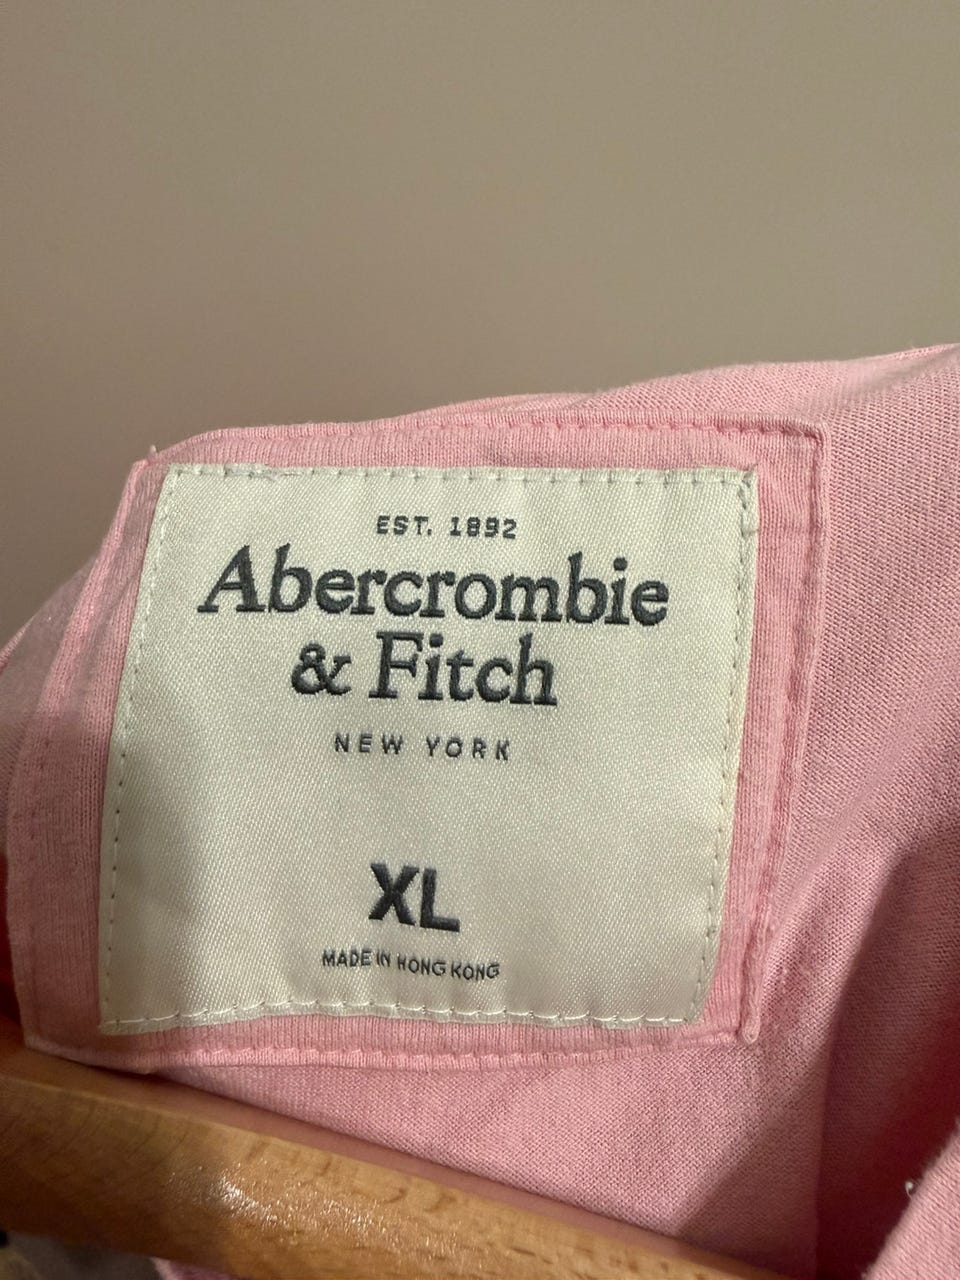 EST. 1892
Abercrombie
& Fitch
NEW YORK
XL
MADE IN HONG KONG